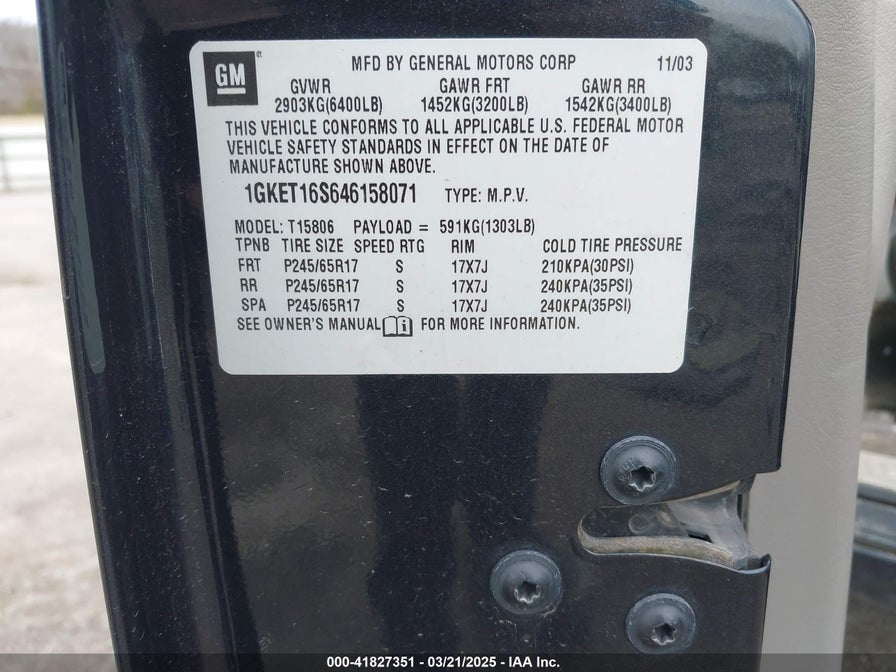 GM ®
MFD BY GENERAL MOTORS CORP 11/03
GVWR GAWR FRT GAWR RR
2903KG(6400LB) 1452KG(3200LB) 1542KG(3400LB)
THIS VEHICLE CONFORMS TO ALL APPLICABLE U.S. FEDERAL MOTOR
VEHICLE SAFETY STANDARDS IN EFFECT ON THE DATE OF
MANUFACTURE SHOWN ABOVE.
1GKET16S646158071 TYPE: M.P.V.
MODEL: T15806 PAYLOAD = 591KG(1303LB)
TPNB TIRE SIZE SPEED RTG RIM COLD TIRE PRESSURE
FRT P245/65R17 S 17X7J 210KPA(30PSI)
RR P245/65R17 S 17X7J 240KPA(35PSI)
SPA P245/65R17 S 17X7J 240KPA(35PSI)
SEE OWNER'S MANUAL FOR MORE INFORMATION.
000-41827351 — 03/21/2025 — IAA Inc.